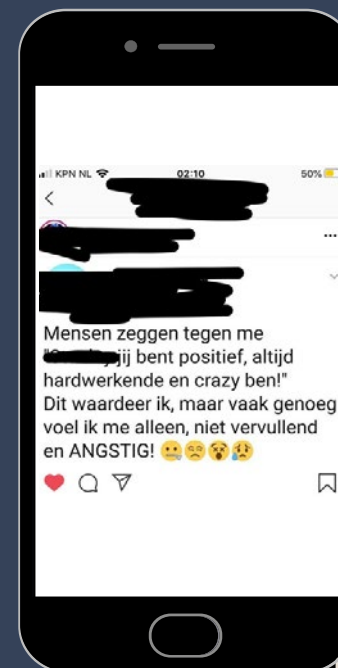 KPN NL 02:10 50%
Mensen zeggen tegen me
" jij bent positief, altijd
hardwerkende en crazy ben!"
Dit waardeer ik, maar vaak genoeg
voel ik me alleen, niet vervullend
en ANGSTIG! 🤐😒😵😥